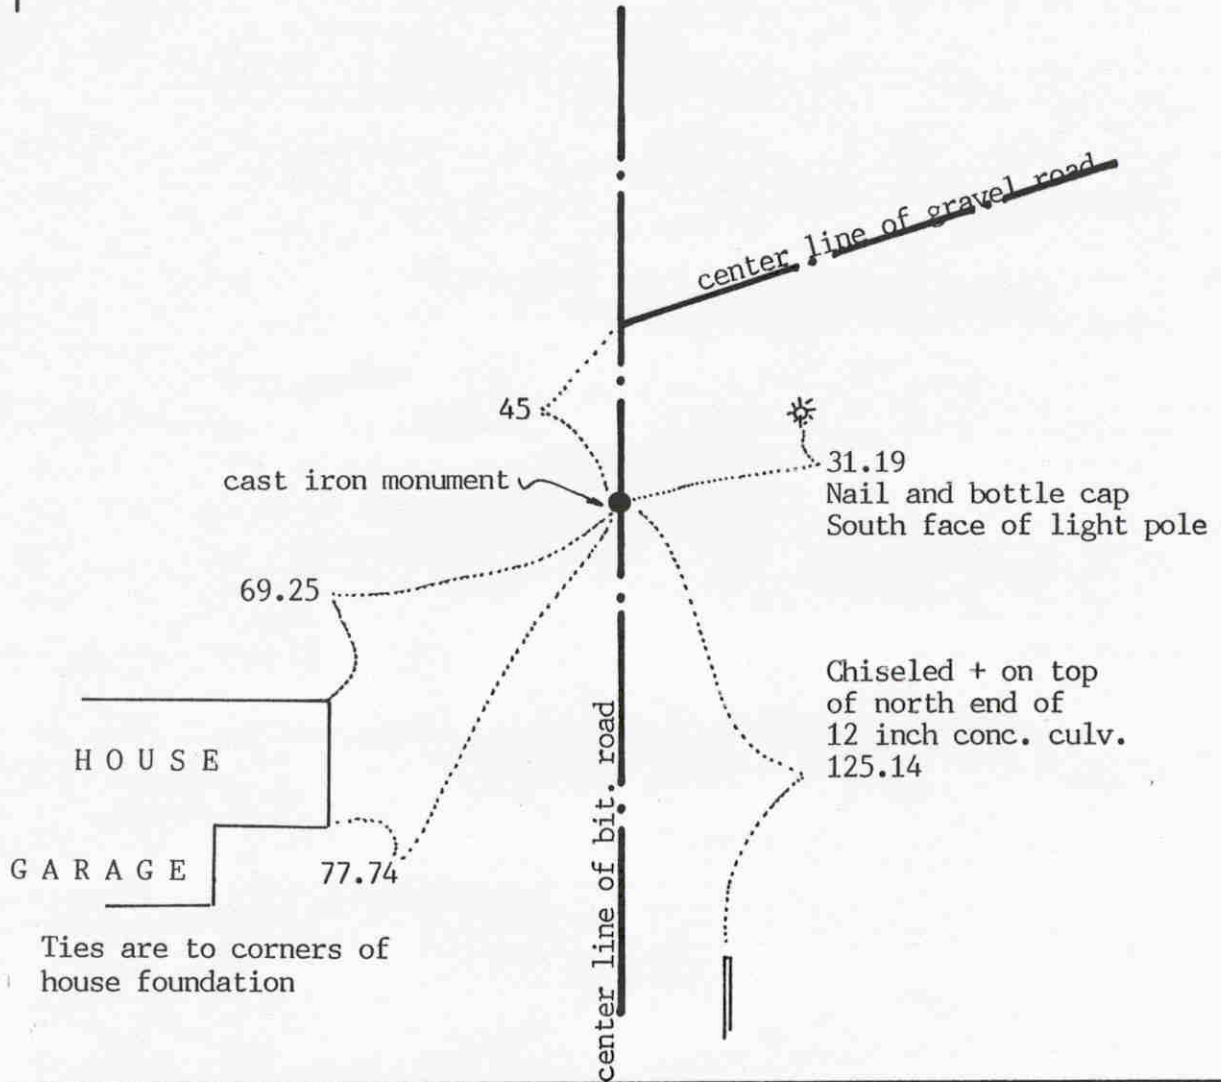 center line of gravel road
45
cast iron monument
31.19
Nail and bottle cap
South face of light pole
69.25
Chiseled + on top
of north end of
12 inch conc. culv.
125.14
HOUSE
GARAGE
77.74
center line of bit. road
Ties are to corners of
house foundation